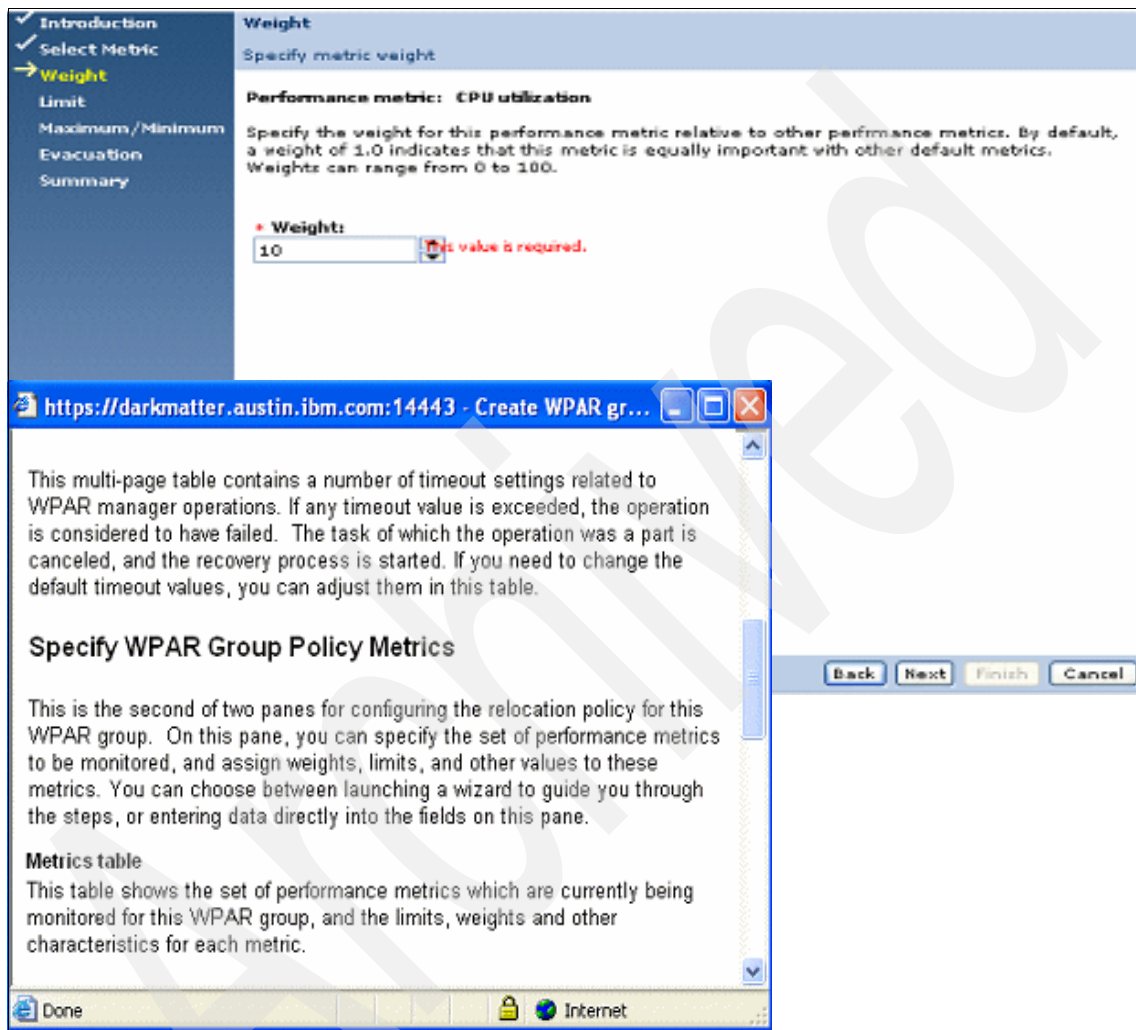 Introduction
Select Metric
Weight
Limit
Maximum/Minimum
Evacuation
Summary
Weight
Specify metric weight
Performance metric: CPU utilization
Specify the weight for this performance metric relative to other perfrmance metrics. By default,
a weight of 1.0 indicates that this metric is equally important with other default metrics.
Weights can range from 0 to 100.
* Weight:
10
This value is required.
Back Next Finish Cancel
https://darkmatter.austin.ibm.com:14443 - Create WPAR gr...
This multi-page table contains a number of timeout settings related to
WPAR manager operations. If any timeout value is exceeded, the operation
is considered to have failed. The task of which the operation was a part is
canceled, and the recovery process is started. If you need to change the
default timeout values, you can adjust them in this table.
Specify WPAR Group Policy Metrics
This is the second of two panes for configuring the relocation policy for this
WPAR group. On this pane, you can specify the set of performance metrics
to be monitored, and assign weights, limits, and other values to these
metrics. You can choose between launching a wizard to guide you through
the steps, or entering data directly into the fields on this pane.
Metrics table
This table shows the set of performance metrics which are currently being
monitored for this WPAR group, and the limits, weights and other
characteristics for each metric.
Done
Internet
Archived